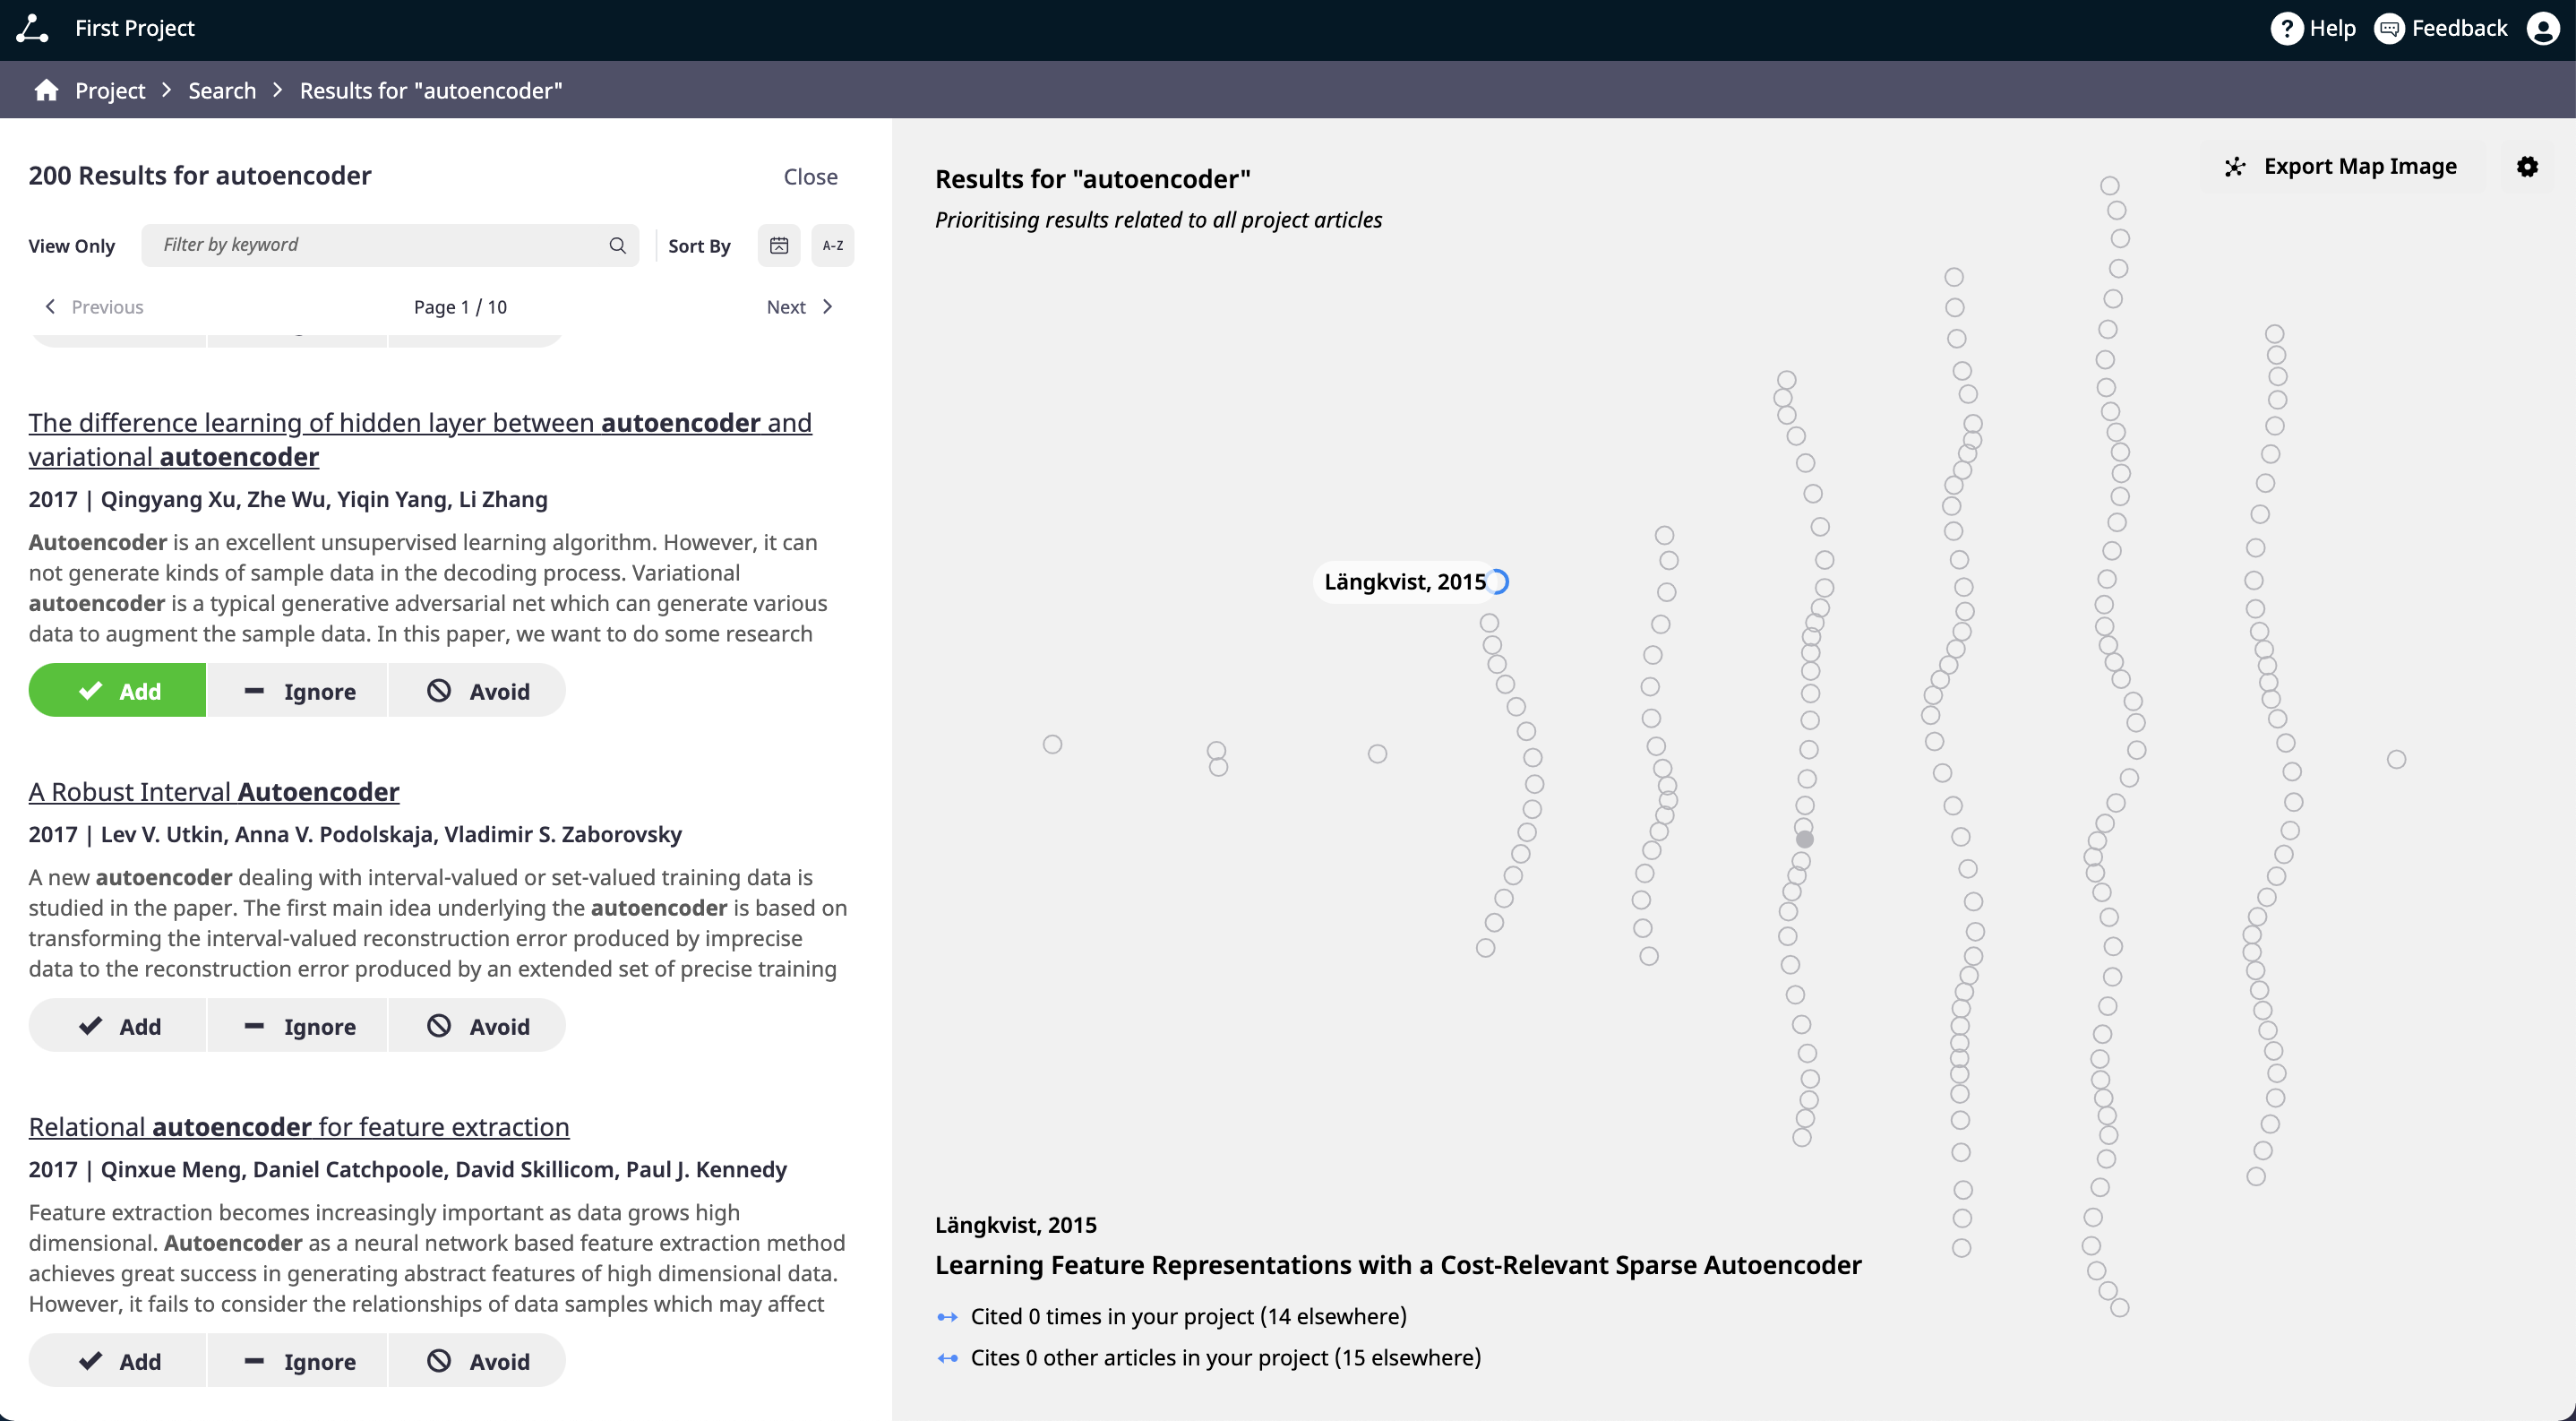 First Project
Help
Feedback
Project > Search > Results for "autoencoder"
200 Results for autoencoder
Close
View Only
Filter by keyword
Sort By
A-Z
Previous
Page 1 / 10
Next
The difference learning of hidden layer between autoencoder and
variational autoencoder
2017 | Qingyang Xu, Zhe Wu, Yiqin Yang, Li Zhang
Autoencoder is an excellent unsupervised learning algorithm. However, it can
not generate kinds of sample data in the decoding process. Variational
autoencoder is a typical generative adversarial net which can generate various
data to augment the sample data. In this paper, we want to do some research
Add
Ignore
Avoid
A Robust Interval Autoencoder
2017 | Lev V. Utkin, Anna V. Podolskaja, Vladimir S. Zaborovsky
A new autoencoder dealing with interval-valued or set-valued training data is
studied in the paper. The first main idea underlying the autoencoder is based on
transforming the interval-valued reconstruction error produced by imprecise
data to the reconstruction error produced by an extended set of precise training
Add
Ignore
Avoid
Relational autoencoder for feature extraction
2017 | Qinxue Meng, Daniel Catchpoole, David Skillicom, Paul J. Kennedy
Feature extraction becomes increasingly important as data grows high
dimensional. Autoencoder as a neural network based feature extraction method
achieves great success in generating abstract features of high dimensional data.
However, it fails to consider the relationships of data samples which may affect
Add
Ignore
Avoid
Results for "autoencoder"
Prioritising results related to all project articles
Export Map Image
Längkvist, 2015
Längkvist, 2015
Learning Feature Representations with a Cost-Relevant Sparse Autoencoder
Cited 0 times in your project (14 elsewhere)
Cites 0 other articles in your project (15 elsewhere)